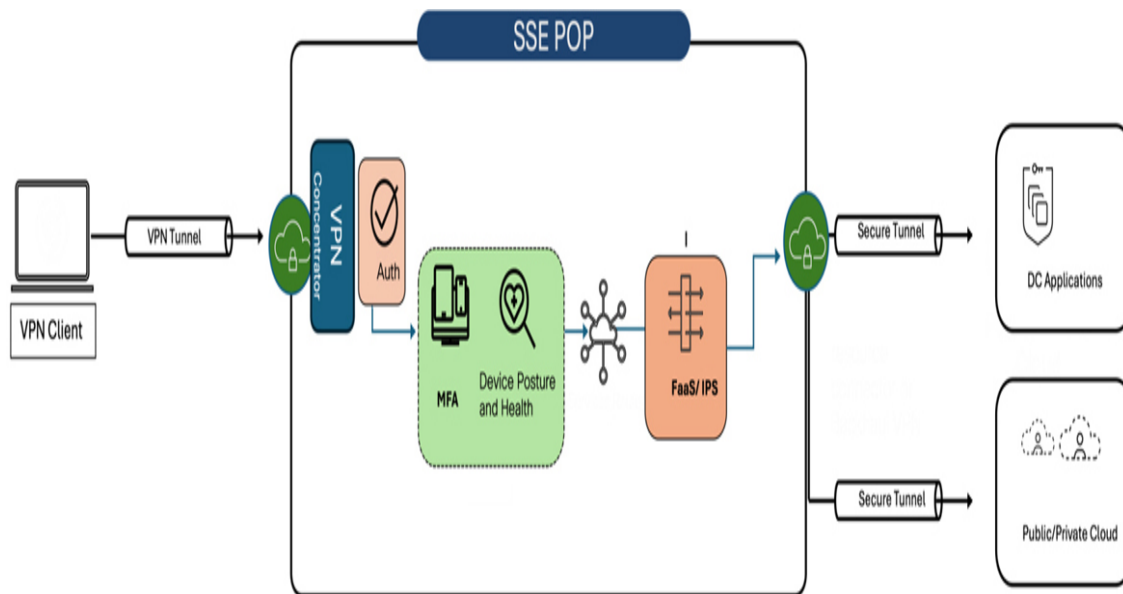 SSE POP
VPN
Concentrator
Auth
VPN Tunnel
VPN Client
MFA
Device Posture
and Health
FaaS/ IPS
Secure Tunnel
DC Applications
Secure Tunnel
Public/Private Cloud